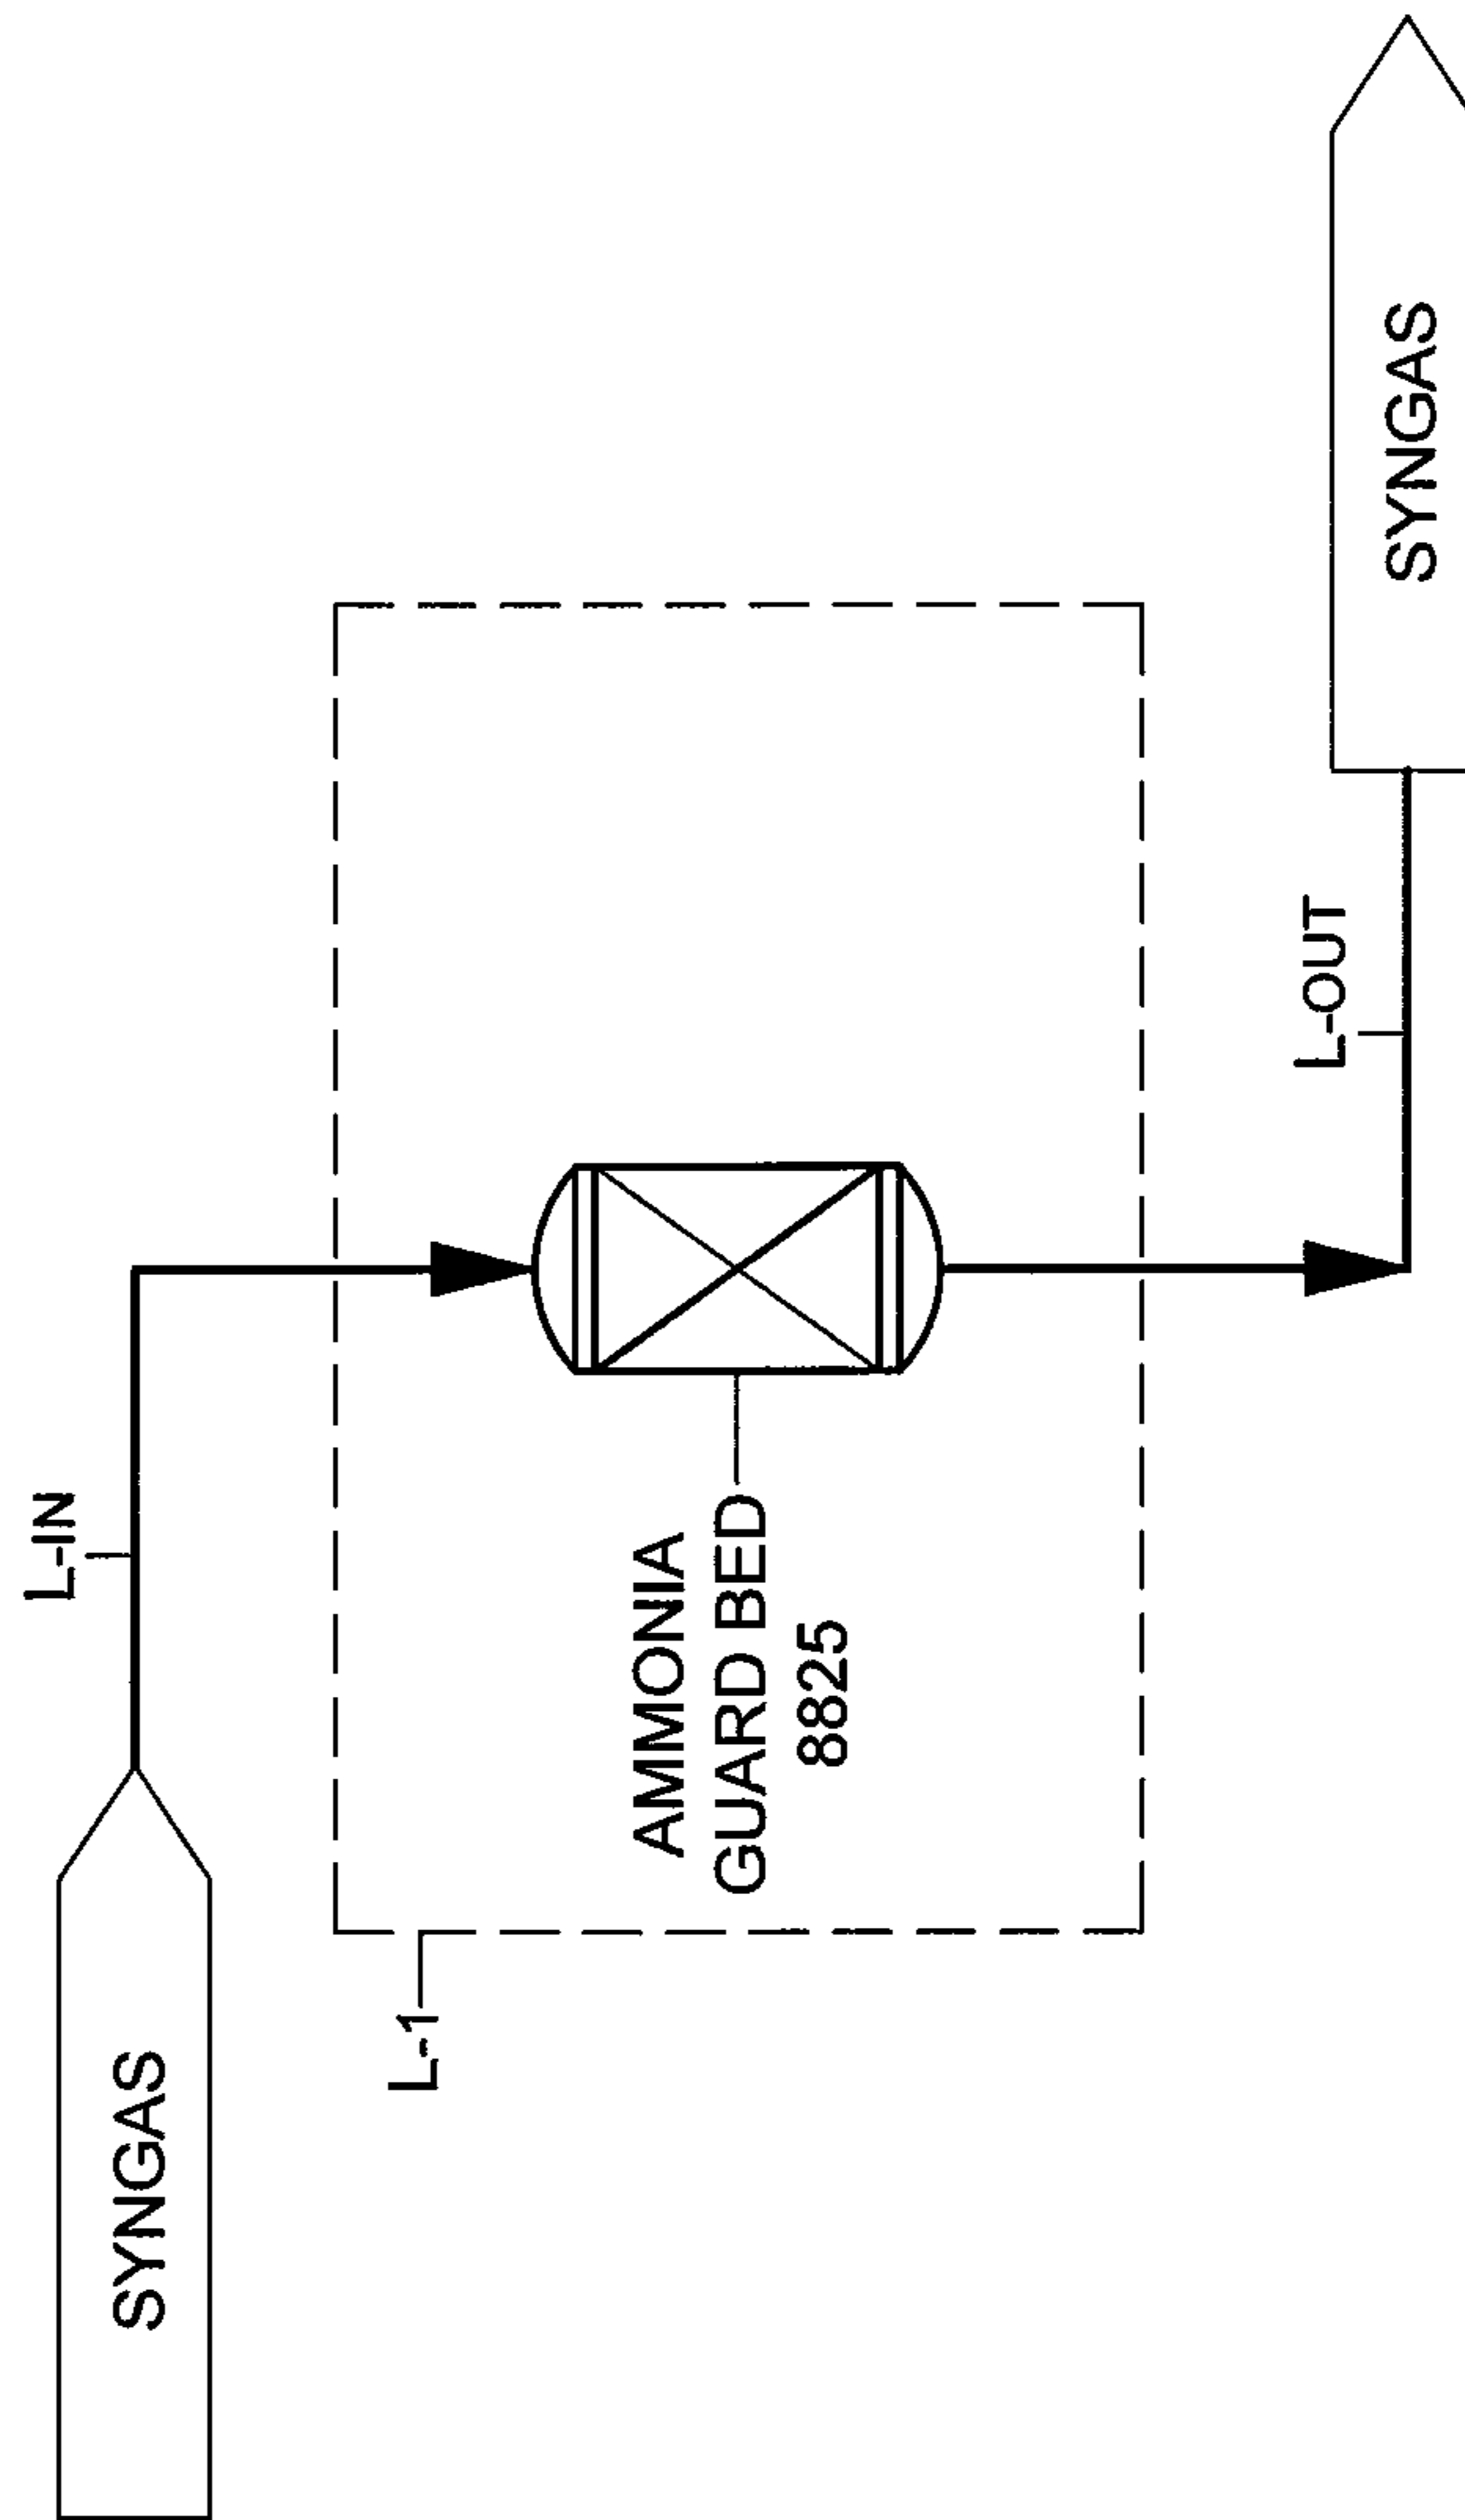 SYNGAS
L-IN
L-1
AMMONIA
GUARD BED
8825
L-OUT
SYNGAS